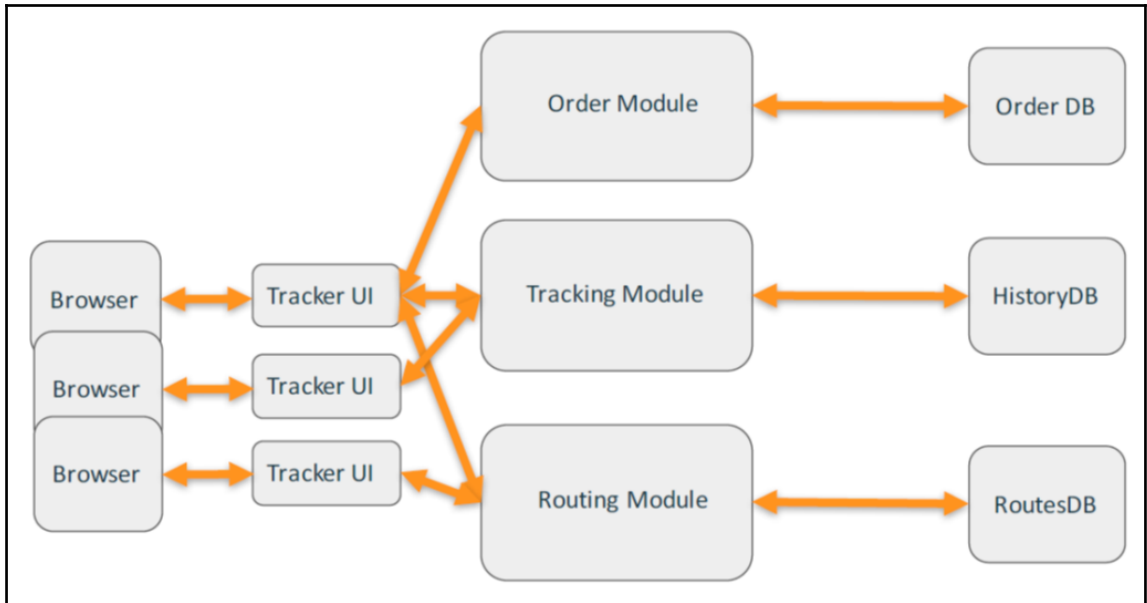 Order Module
Order DB
Browser
Tracker UI
Tracking Module
HistoryDB
Browser
Tracker UI
Browser
Tracker UI
Routing Module
RoutesDB